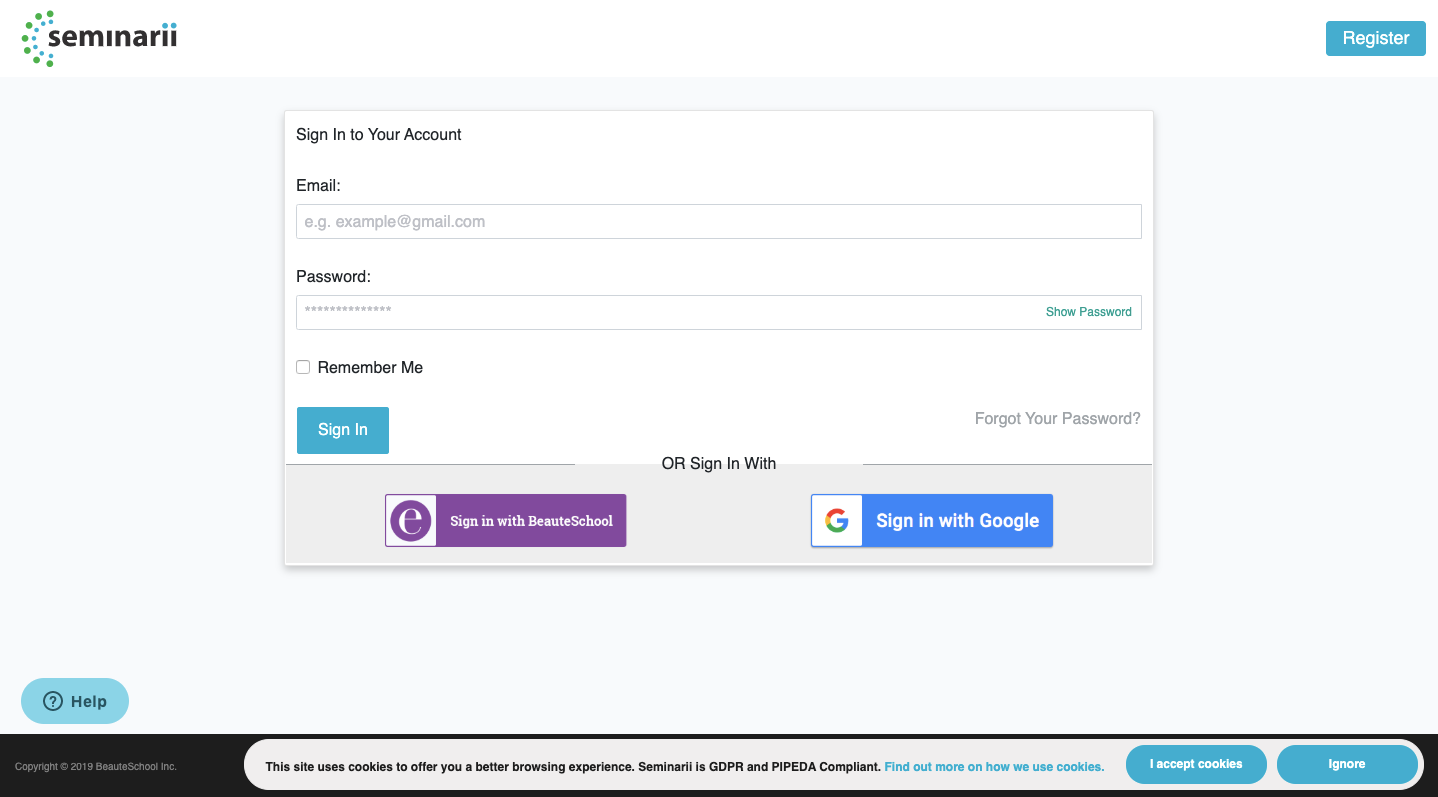 seminarii
Register
Sign In to Your Account
Email:
e.g. example@gmail.com
Password:
**************
Show Password
Remember Me
Sign In
Forgot Your Password?
OR Sign In With
e Sign in with BeauteSchool
G Sign in with Google
? Help
Copyright © 2019 BeauteSchool Inc.
This site uses cookies to offer you a better browsing experience. Seminarii is GDPR and PIPEDA Compliant. Find out more on how we use cookies.
I accept cookies
Ignore